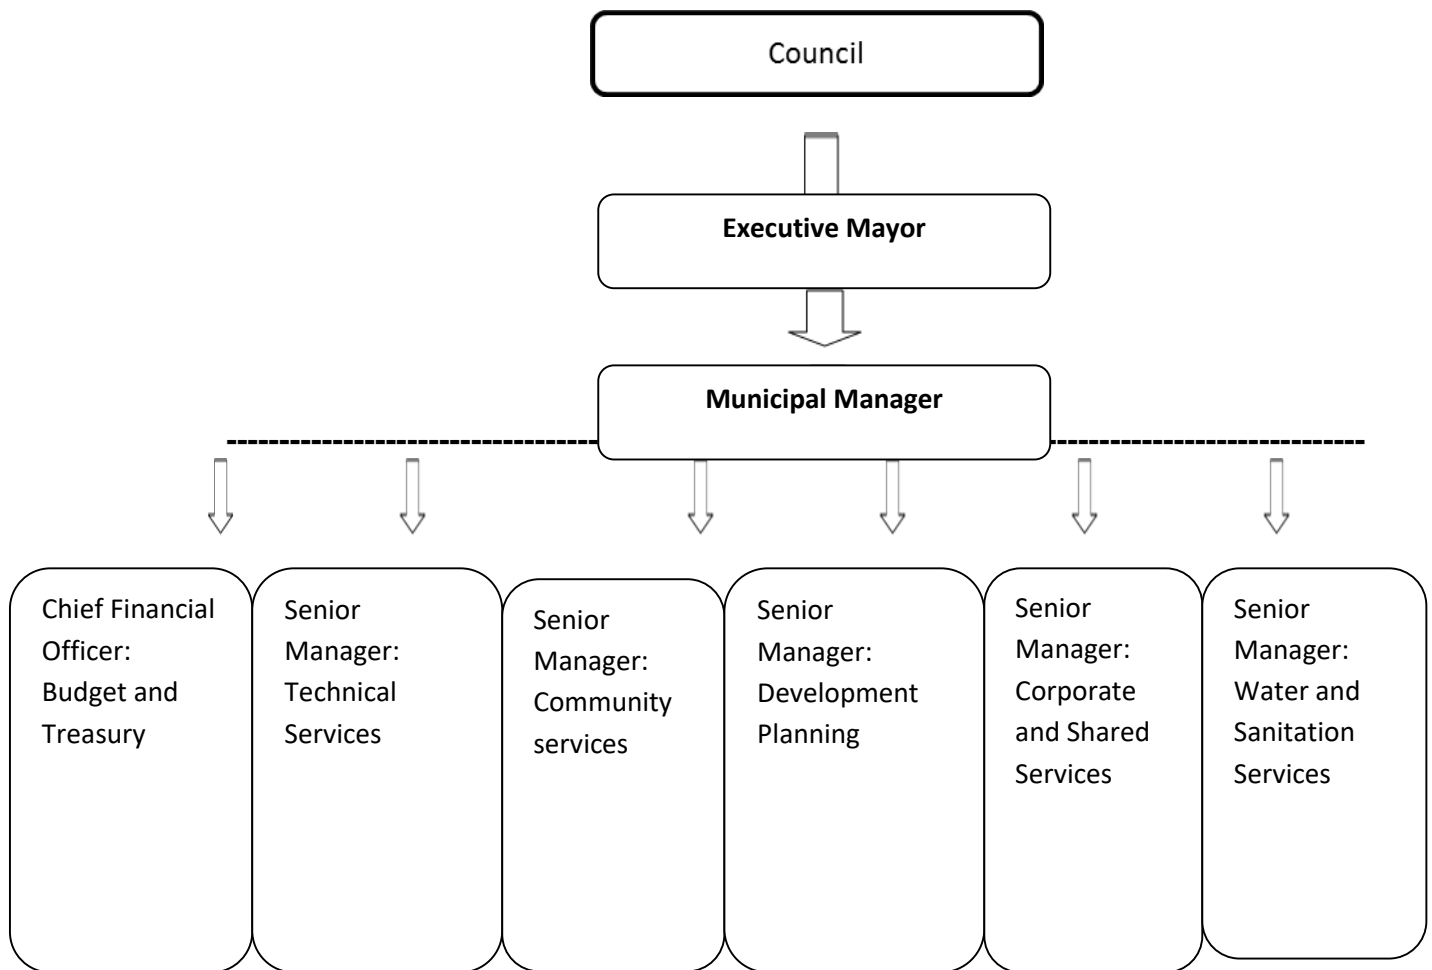 Council
Executive Mayor
Municipal Manager
Chief Financial
Officer:
Budget and
Treasury
Senior
Manager:
Technical
Services
Senior
Manager:
Community
services
Senior
Manager:
Development
Planning
Senior
Manager:
Corporate
and Shared
Services
Senior
Manager:
Water and
Sanitation
Services